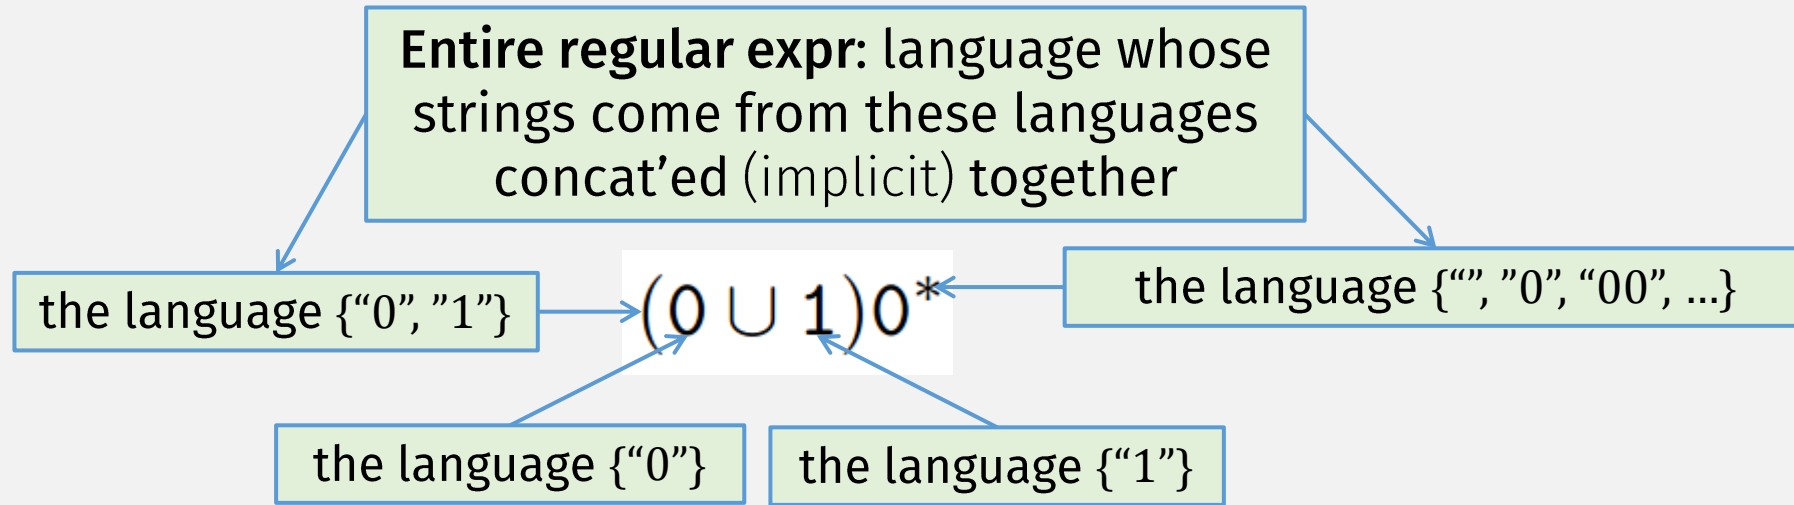 Entire regular expr: language whose
strings come from these languages
concat’ed (implicit) together
the language {“0”, ”1”}
(0 ∪ 1)0*
the language {“”, ”0”, “00”, ...}
the language {“0”}
the language {“1”}